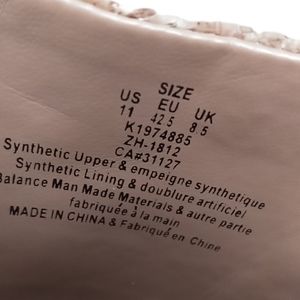 SIZE
US EU UK
11 42.5 8.5
K1974885
ZH-1812
CA#31127
Synthetic Upper & empeigne synthetique
Synthetic Lining & doublure artificiel
Balance Man Made Materials & autre partie
fabriquée à la main
MADE IN CHINA & Fabriqué en Chine